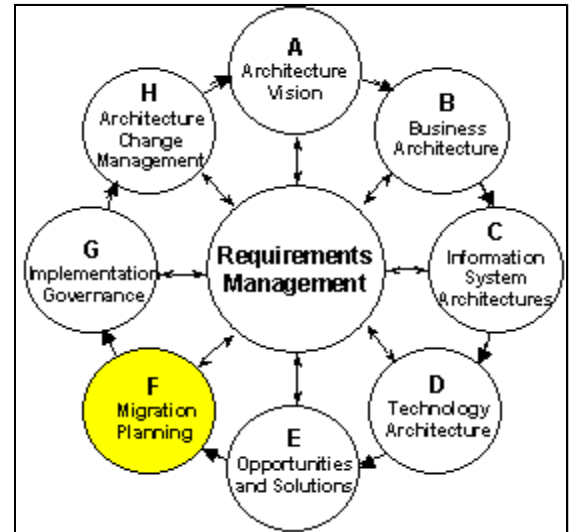 A
Architecture
Vision
B
Business
Architecture
C
Information
System
Architectures
D
Technology
Architecture
E
Opportunities
and Solutions
F
Migration
Planning
G
Implementation
Governance
H
Architecture
Change
Management
Requirements
Management